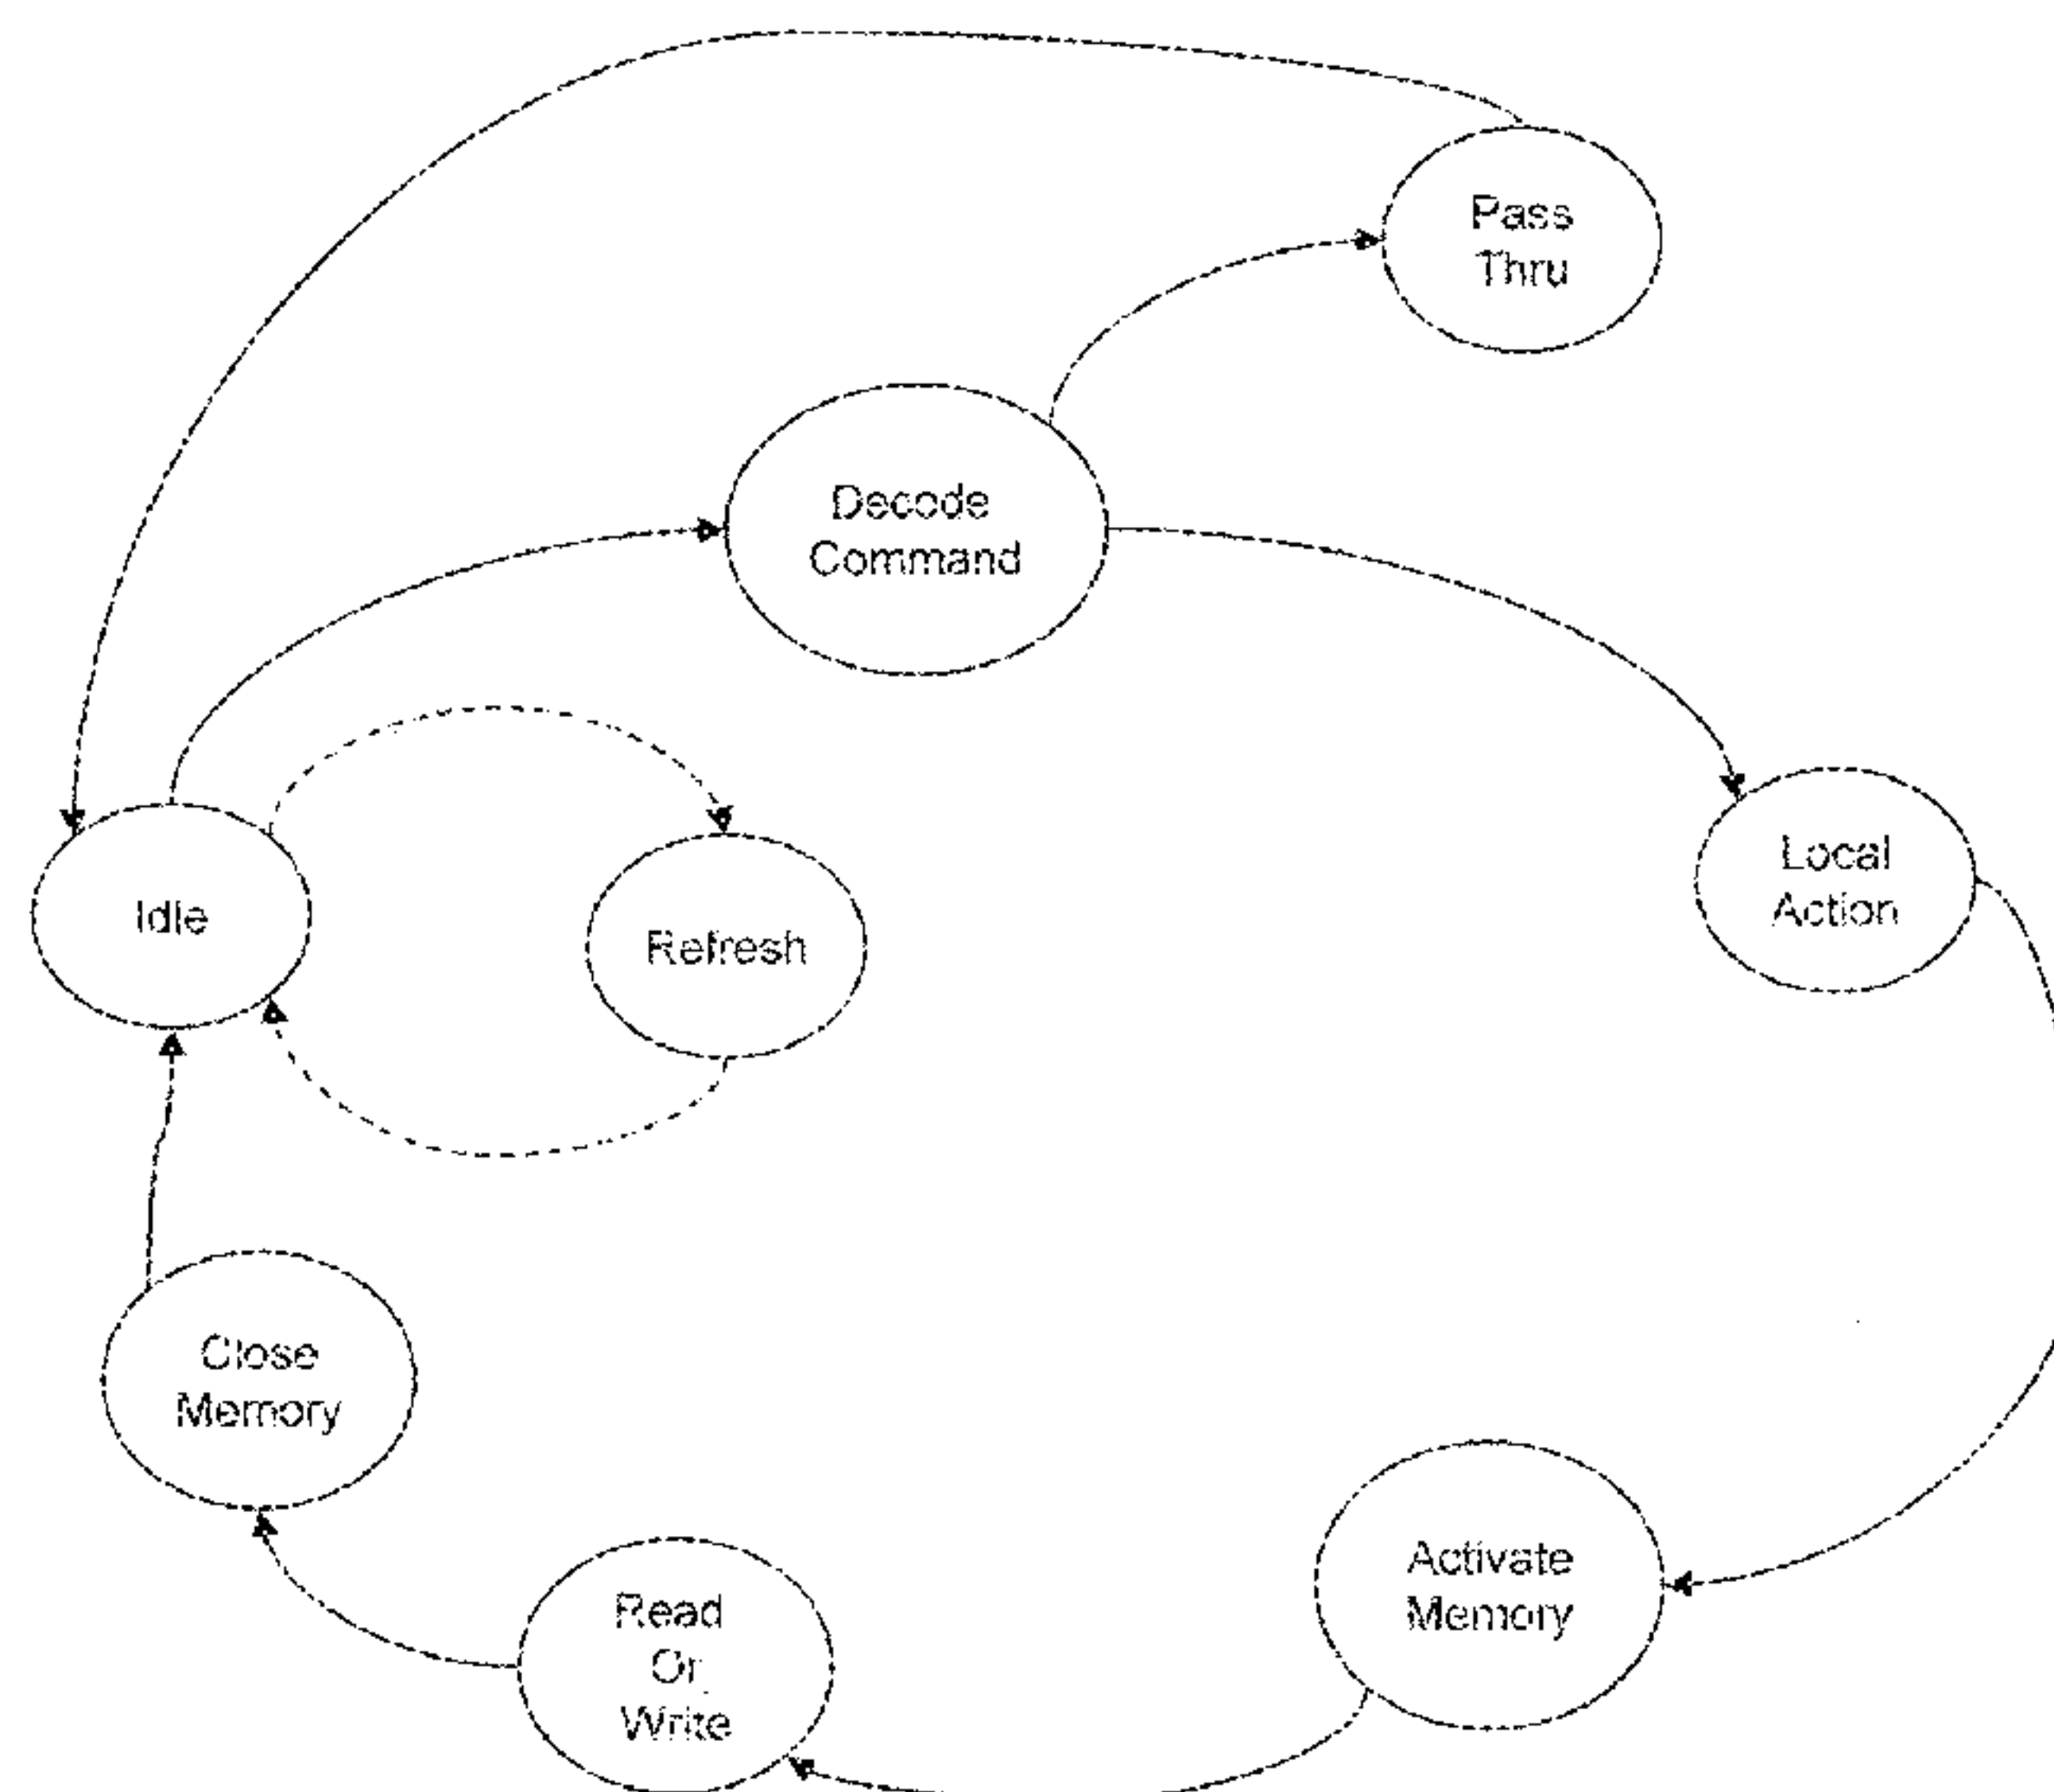 Pass
Thru
Decode
Command
Local
Action
Idle
Refresh
Close
Memory
Activate
Memory
Read
Or
Write